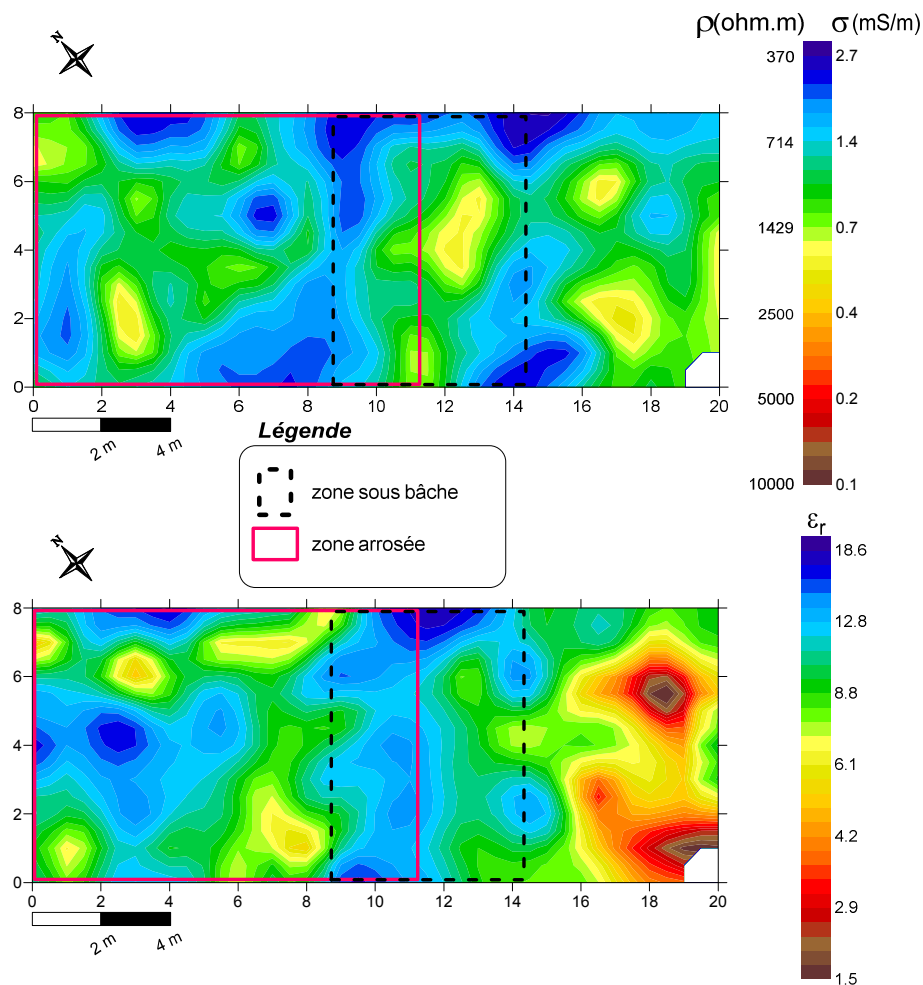 ρ(ohm.m) σ(mS/m)
370 2.7
714 1.4
1429 0.7
2500 0.4
5000 0.2
10000 0.1
N
8
6
4
2
0
0 2 4 6 8 10 12 14 16 18 20
2 m 4 m
Légende
zone sous bâche
zone arrosée
εr
18.6
12.8
8.8
6.1
4.2
2.9
1.5
N
8
6
4
2
0
0 2 4 6 8 10 12 14 16 18 20
2 m 4 m